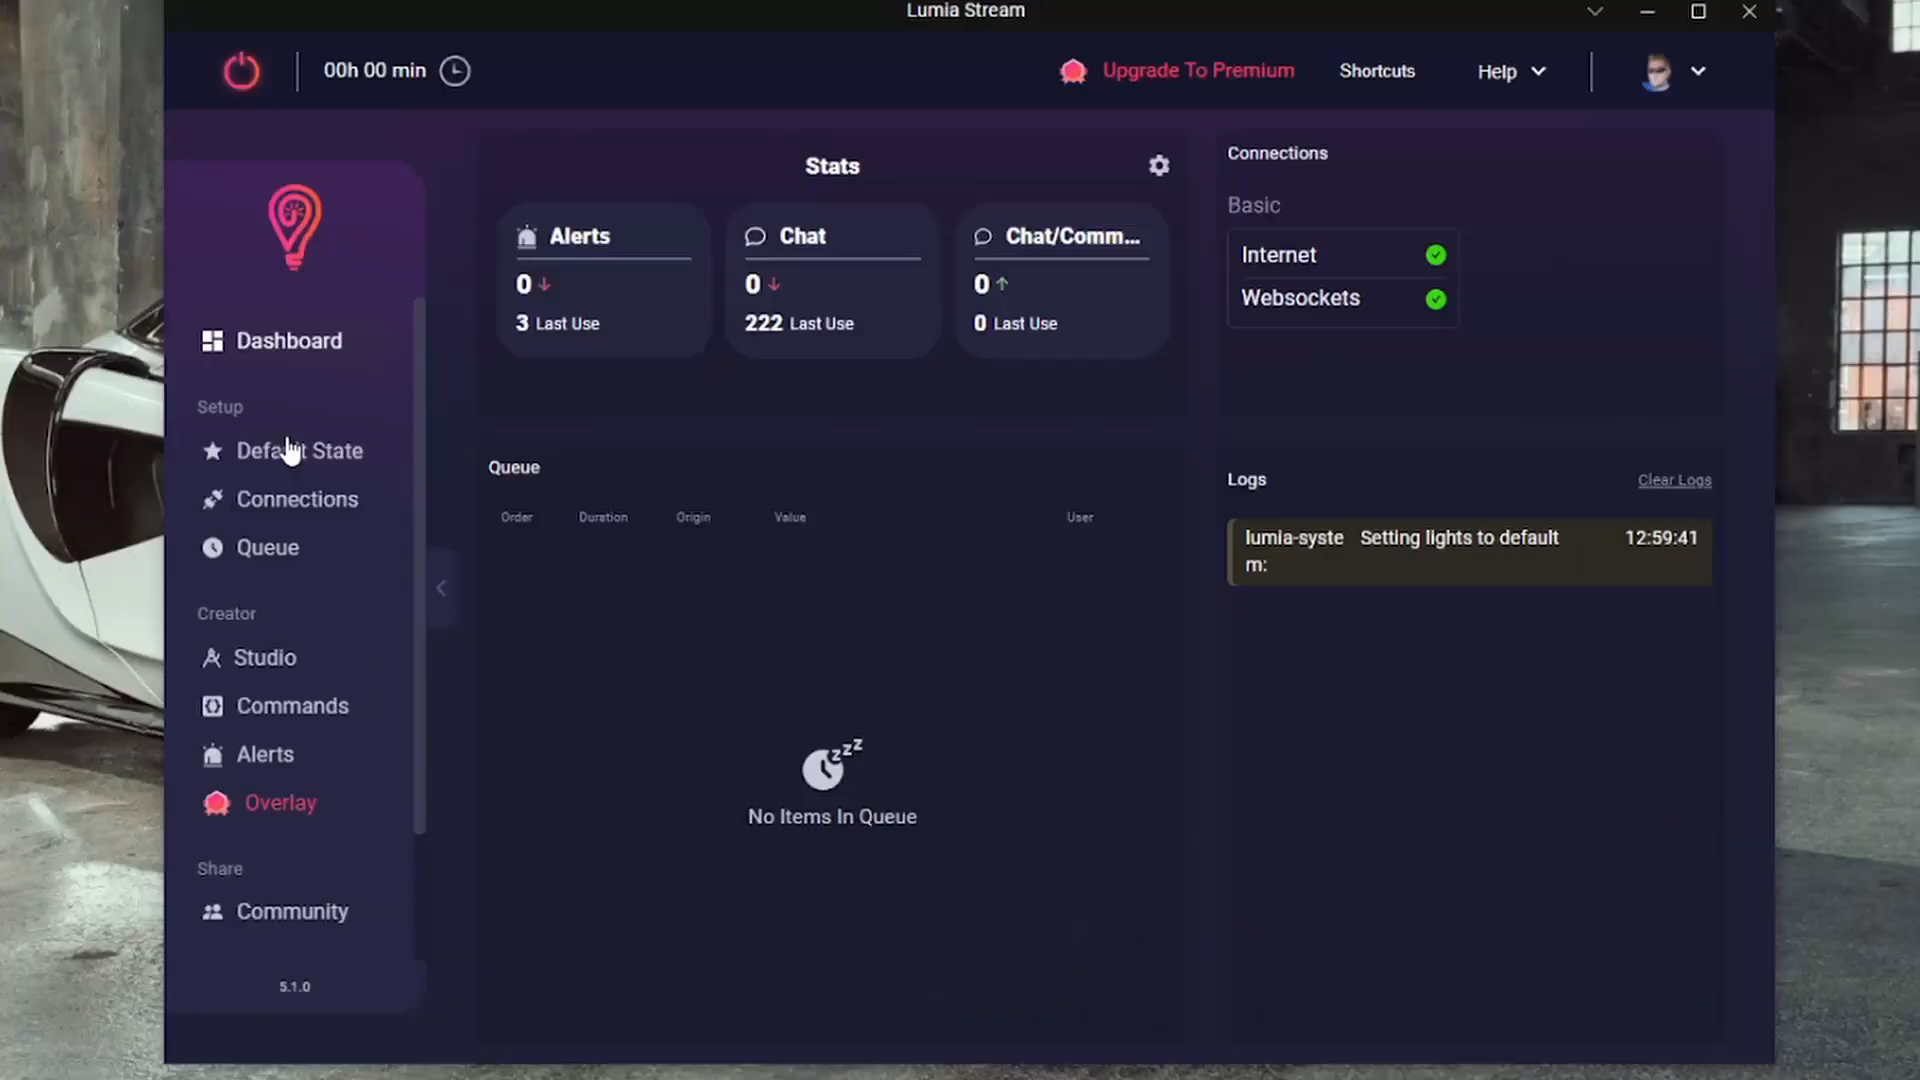 Lumia Stream
00h 00 min
Upgrade To Premium
Shortcuts
Help
Dashboard
Setup
Default State
Connections
Queue
Creator
Studio
Commands
Alerts
Overlay
Share
Community
5.1.0
Stats
Alerts
0
3 Last Use
Chat
0
222 Last Use
Chat/Comm...
0
0 Last Use
Connections
Basic
Internet
Websockets
Queue
Order Duration Origin Value User
zzz
No Items In Queue
Logs
Clear Logs
lumia-syste Setting lights to default 12:59:41
m: